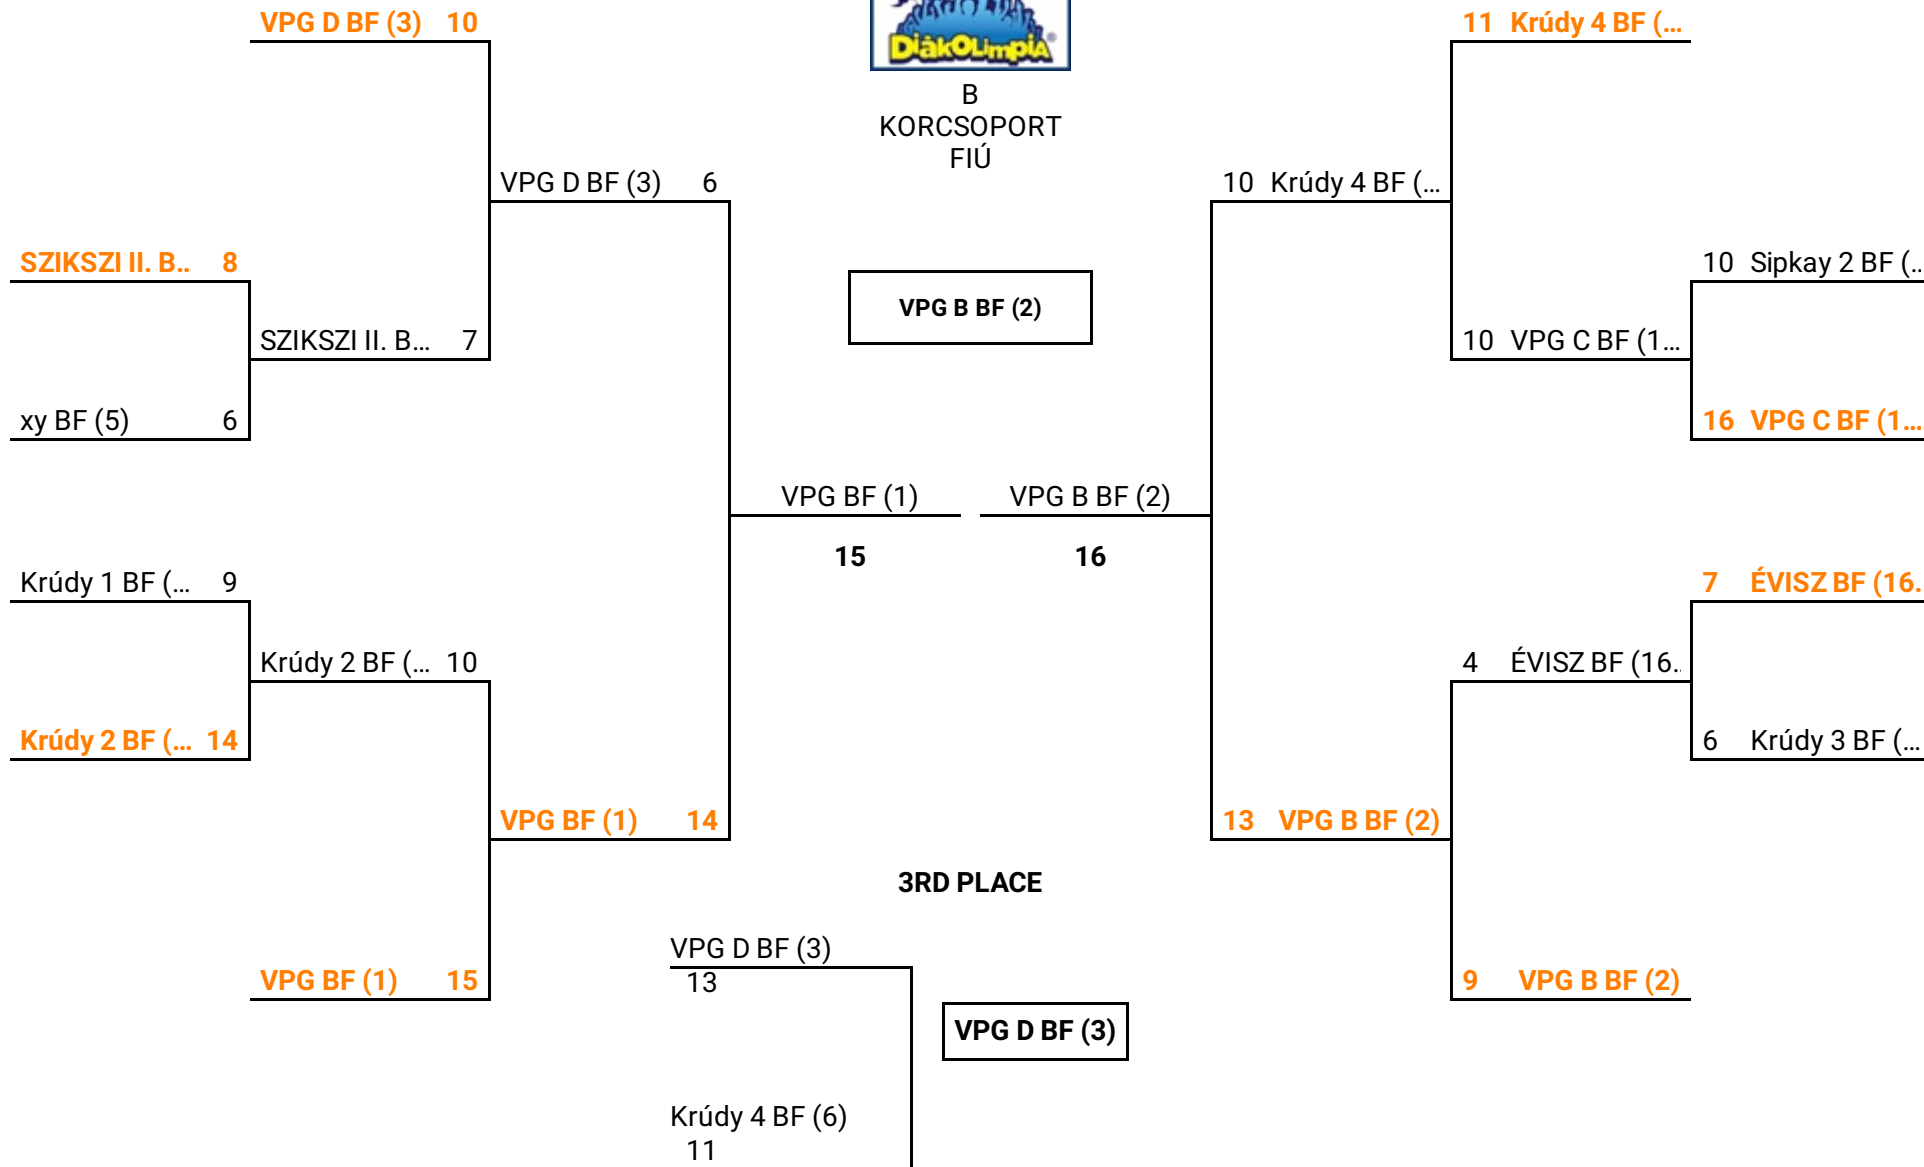 VPG D BF (3) 10
DiákOLimpiA®
11 Krúdy 4 BF (...
B
KORCSOPORT
FIÚ
VPG D BF (3) 6
10 Krúdy 4 BF (...
SZIKSZI II. B.. 8
10 Sipkay 2 BF (..
VPG B BF (2)
SZIKSZI II. B... 7
10 VPG C BF (1...
xy BF (5) 6
16 VPG C BF (1...
VPG BF (1)
VPG B BF (2)
15
16
Krúdy 1 BF (... 9
7 ÉVISZ BF (16.
Krúdy 2 BF (... 10
4 ÉVISZ BF (16..
Krúdy 2 BF (... 14
6 Krúdy 3 BF (...
VPG BF (1) 14
13 VPG B BF (2)
3RD PLACE
VPG D BF (3)
13
VPG BF (1) 15
9 VPG B BF (2)
VPG D BF (3)
Krúdy 4 BF (6)
11